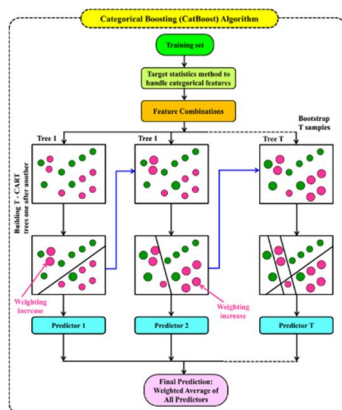 Categorical Boosting (CatBoost) Algorithm
Training set
Target statistics method to
handle categorical features
Feature Combinations
Bootstrap
T samples
Tree 1
Tree 1
Tree T
Building T - CART
trees one after another
Weighting
increase
Weighting
increase
Predictor 1
Predictor 2
Predictor T
Final Prediction:
Weighted Average of
All Predictors